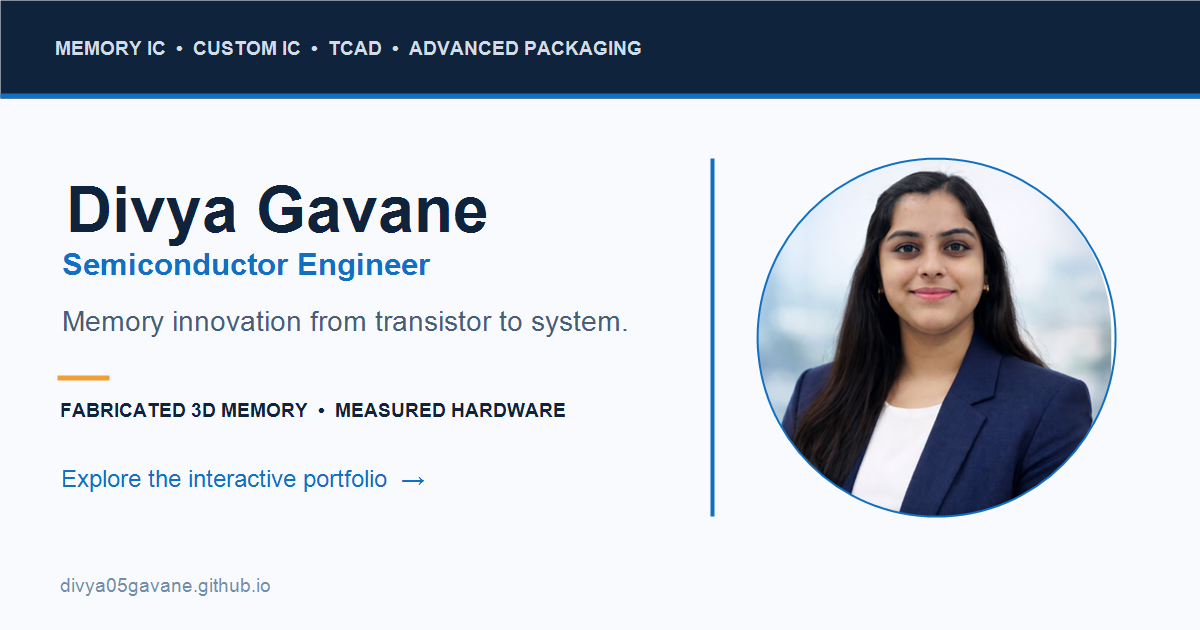 MEMORY IC • CUSTOM IC • TCAD • ADVANCED PACKAGING
Divya Gavane
Semiconductor Engineer
Memory innovation from transistor to system.
FABRICATED 3D MEMORY • MEASURED HARDWARE
Explore the interactive portfolio →
divya05gavane.github.io